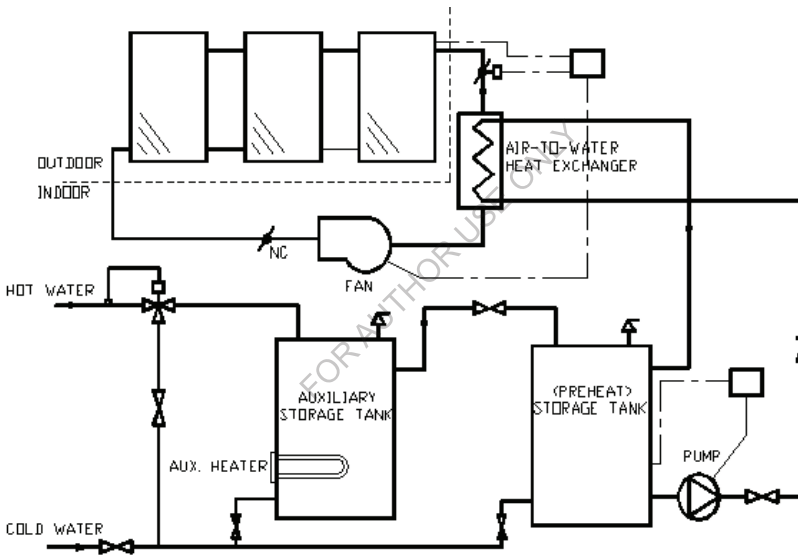 OUTDOOR
INDOOR
AIR-TO-WATER
HEAT EXCHANGER
NC
FAN
HOT WATER
AUXILIARY
STORAGE TANK
(PREHEAT)
STORAGE TANK
AUX. HEATER
PUMP
COLD WATER
FOR AUTHOR USE ONLY